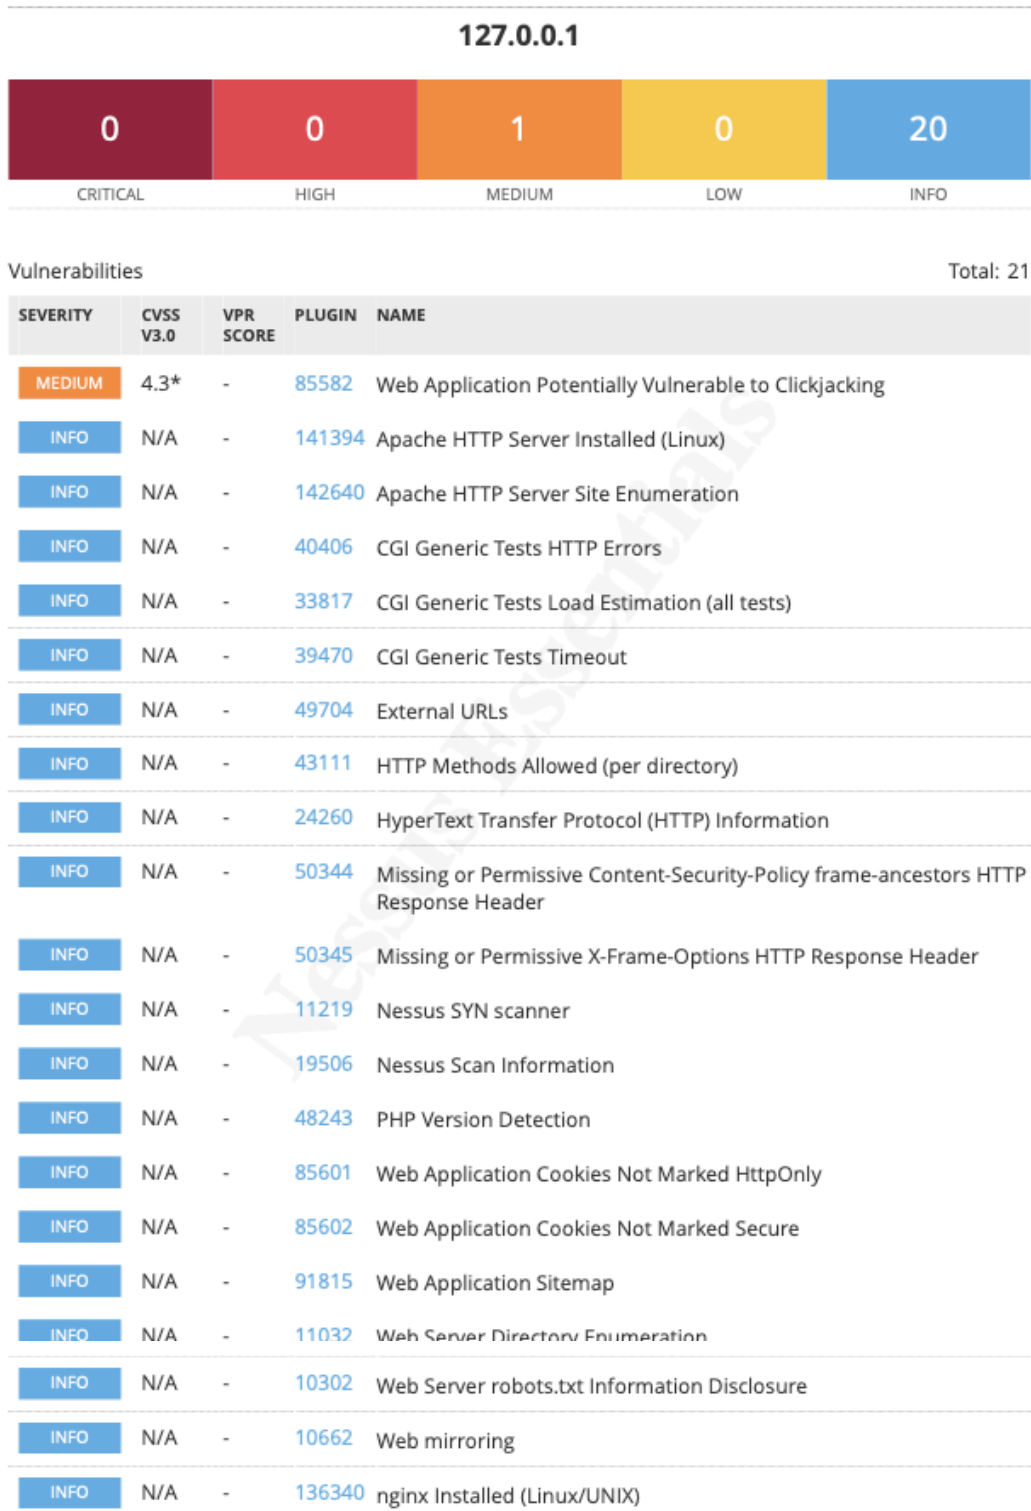 127.0.0.1
0 0 1 0 20
CRITICAL HIGH MEDIUM LOW INFO
Vulnerabilities Total: 21
SEVERITY CVSS V3.0 VPR SCORE PLUGIN NAME
MEDIUM 4.3* - 85582 Web Application Potentially Vulnerable to Clickjacking
INFO N/A - 141394 Apache HTTP Server Installed (Linux)
INFO N/A - 142640 Apache HTTP Server Site Enumeration
INFO N/A - 40406 CGI Generic Tests HTTP Errors
INFO N/A - 33817 CGI Generic Tests Load Estimation (all tests)
INFO N/A - 39470 CGI Generic Tests Timeout
INFO N/A - 49704 External URLs
INFO N/A - 43111 HTTP Methods Allowed (per directory)
INFO N/A - 24260 HyperText Transfer Protocol (HTTP) Information
INFO N/A - 50344 Missing or Permissive Content-Security-Policy frame-ancestors HTTP
Response Header
INFO N/A - 50345 Missing or Permissive X-Frame-Options HTTP Response Header
INFO N/A - 11219 Nessus SYN scanner
INFO N/A - 19506 Nessus Scan Information
INFO N/A - 48243 PHP Version Detection
INFO N/A - 85601 Web Application Cookies Not Marked HttpOnly
INFO N/A - 85602 Web Application Cookies Not Marked Secure
INFO N/A - 91815 Web Application Sitemap
INFO N/A - 11032 Web Server Directory Enumeration
INFO N/A - 10302 Web Server robots.txt Information Disclosure
INFO N/A - 10662 Web mirroring
INFO N/A - 136340 nginx Installed (Linux/UNIX)
Nessus Essentials